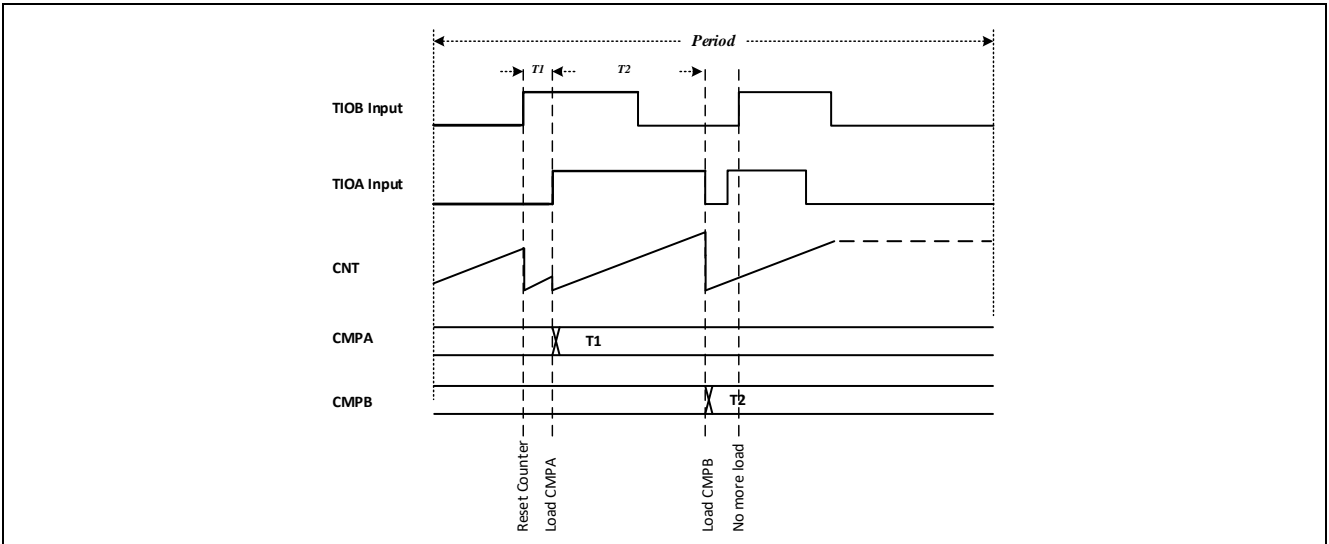 Period
T1
T2
TIOB Input
TIOA Input
CNT
CMPA
T1
CMPB
T2
Reset Counter
Load CMPA
Load CMPB
No more load